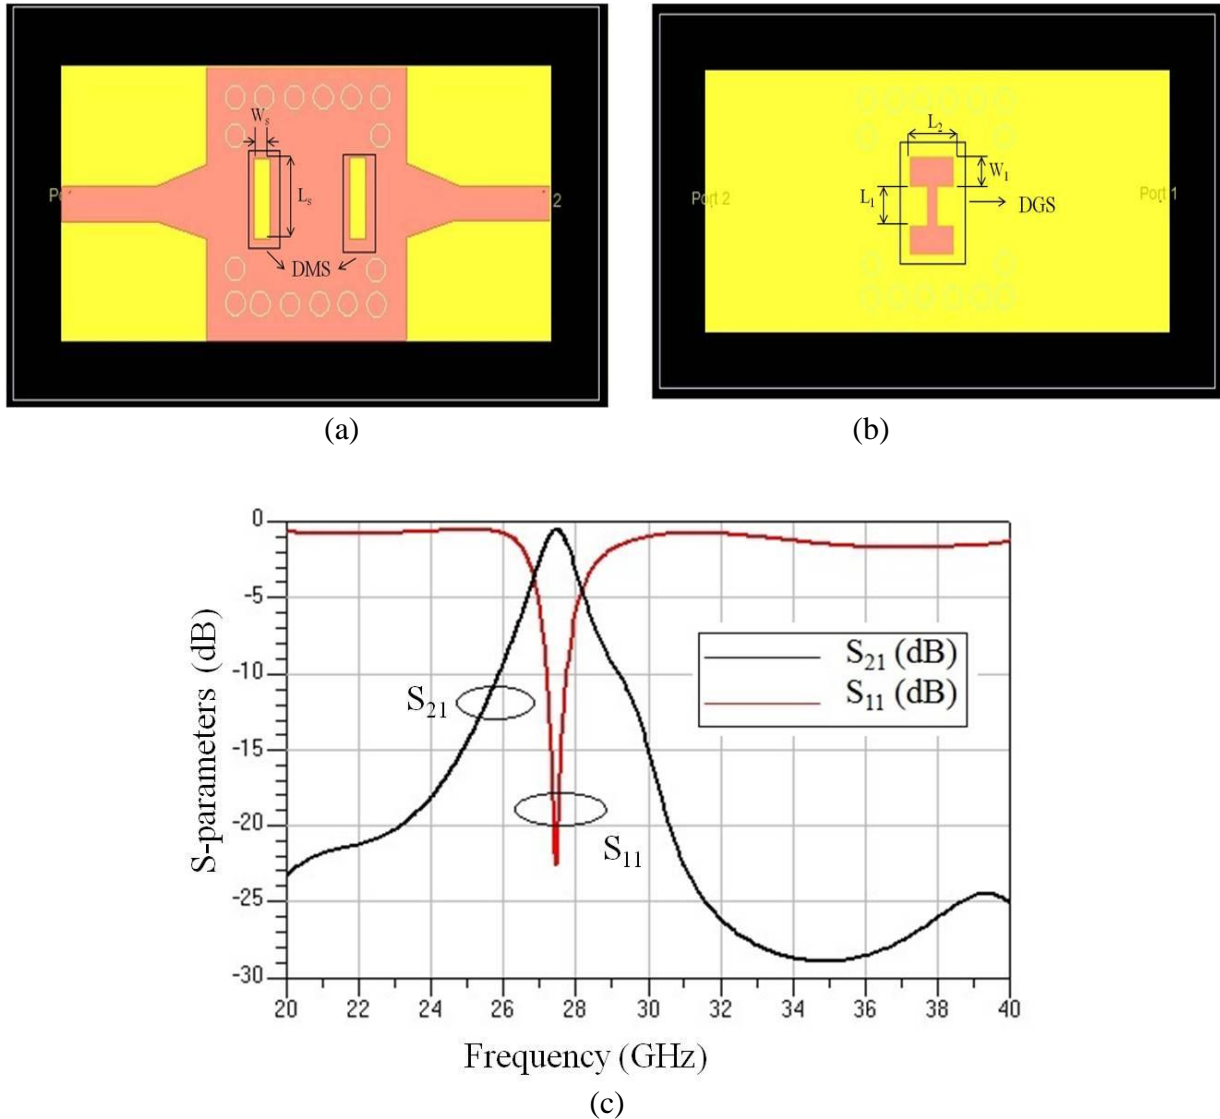 Wₛ
Lₛ
Po
2
DMS
L₂
W₁
L₁
Port 2
Port 1
DGS
(a)
(b)
S-parameters (dB)
0
-5
-10
-15
-20
-25
-30
S₂₁ (dB)
S₁₁ (dB)
S₂₁
S₁₁
20 22 24 26 28 30 32 34 36 38 40
Frequency (GHz)
(c)